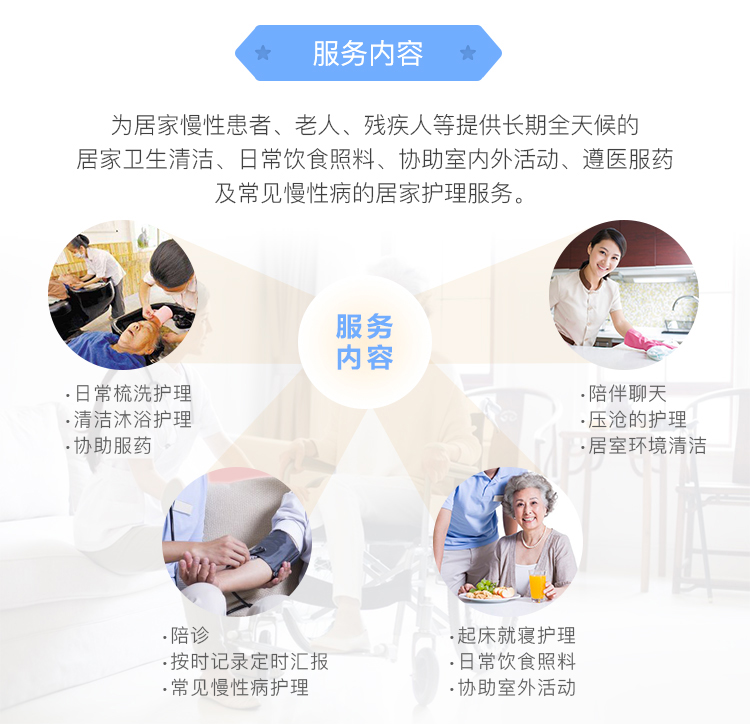 服务内容
为居家慢性患者、老人、残疾人等提供长期全天候的
居家卫生清洁、日常饮食照料、协助室内外活动、遵医服药
及常见慢性病的居家护理服务。
服务
内容
·日常梳洗护理
·清洁沐浴护理
·协助服药
·陪伴聊天
·压沧的护理
·居室环境清洁
·陪诊
·按时记录定时汇报
·常见慢性病护理
·起床就寝护理
·日常饮食照料
·协助室外活动